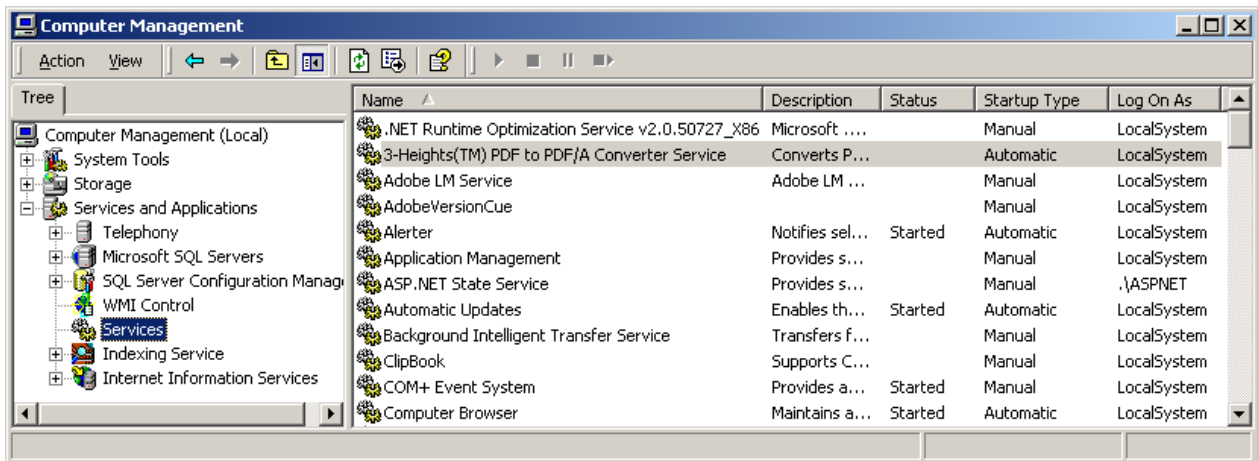 Computer Management
Action View
Tree
Computer Management (Local)
System Tools
Storage
Services and Applications
Telephony
Microsoft SQL Servers
SQL Server Configuration Manag
WMI Control
Services
Indexing Service
Internet Information Services
Name Description Status Startup Type Log On As
.NET Runtime Optimization Service v2.0.50727_X86 Microsoft .... Manual LocalSystem
3-Heights(TM) PDF to PDF/A Converter Service Converts P... Automatic LocalSystem
Adobe LM Service Adobe LM ... Manual LocalSystem
AdobeVersionCue Manual LocalSystem
Alerter Notifies sel... Started Automatic LocalSystem
Application Management Provides s... Manual LocalSystem
ASP.NET State Service Provides s... Manual .\ASPNET
Automatic Updates Enables th... Started Automatic LocalSystem
Background Intelligent Transfer Service Transfers f... Manual LocalSystem
ClipBook Supports C... Manual LocalSystem
COM+ Event System Provides a... Started Manual LocalSystem
Computer Browser Maintains a... Started Automatic LocalSystem